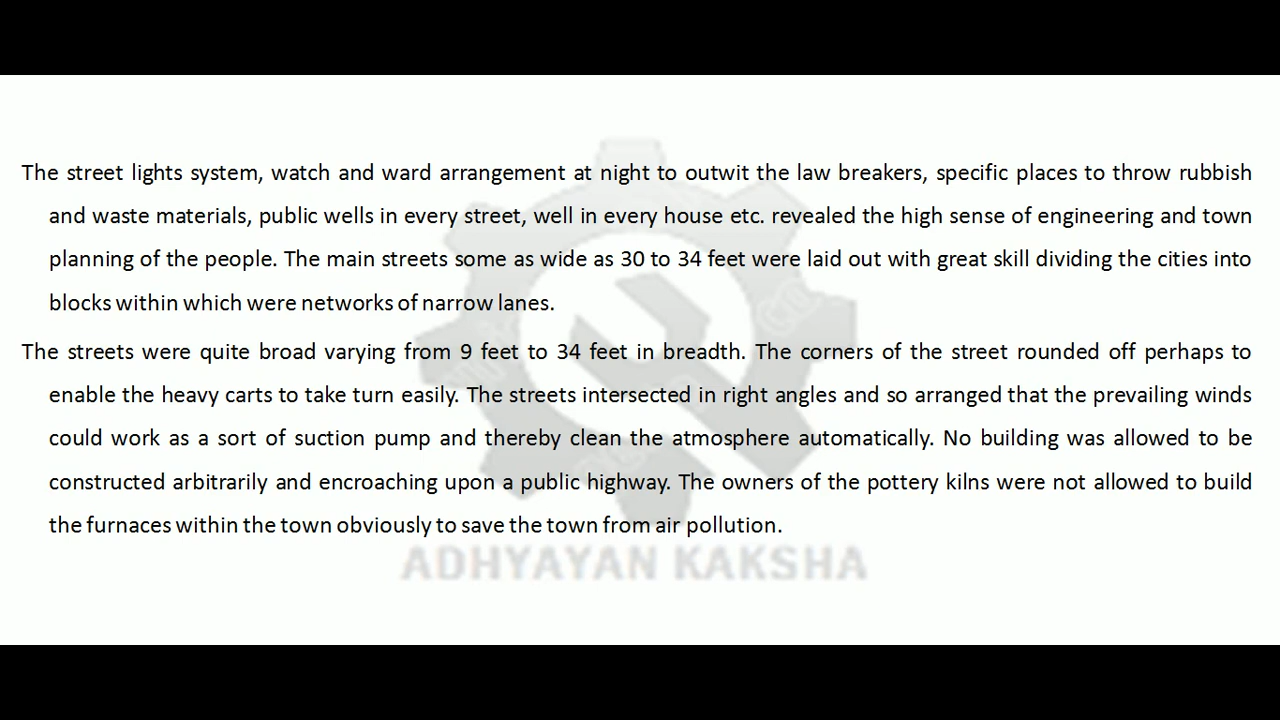 The street lights system, watch and ward arrangement at night to outwit the law breakers, specific places to throw rubbish
and waste materials, public wells in every street, well in every house etc. revealed the high sense of engineering and town
planning of the people. The main streets some as wide as 30 to 34 feet were laid out with great skill dividing the cities into
blocks within which were networks of narrow lanes.
The streets were quite broad varying from 9 feet to 34 feet in breadth. The corners of the street rounded off perhaps to
enable the heavy carts to take turn easily. The streets intersected in right angles and so arranged that the prevailing winds
could work as a sort of suction pump and thereby clean the atmosphere automatically. No building was allowed to be
constructed arbitrarily and encroaching upon a public highway. The owners of the pottery kilns were not allowed to build
the furnaces within the town obviously to save the town from air pollution.
ADHYAYAN KAKSHA